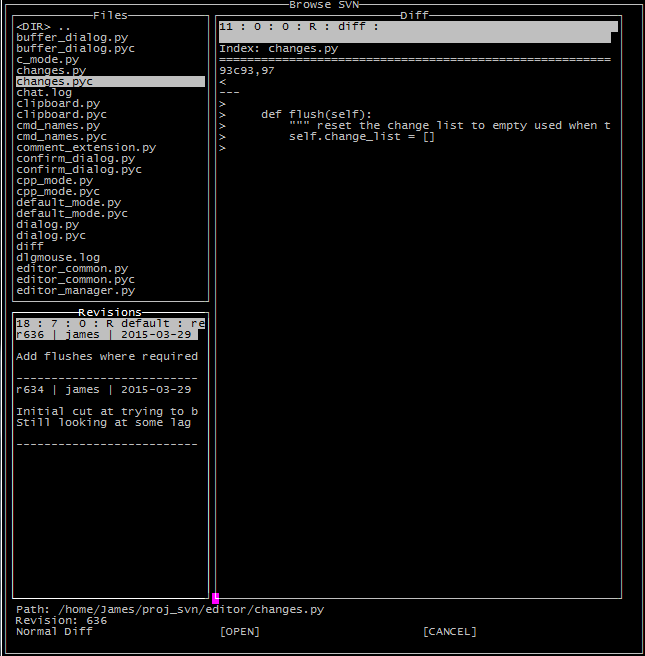 Browse SVN
Files
<DIR> ..
buffer_dialog.py
buffer_dialog.pyc
c_mode.py
changes.py
changes.pyc
chat.log
clipboard.py
clipboard.pyc
cmd_names.py
cmd_names.pyc
comment_extension.py
confirm_dialog.py
confirm_dialog.pyc
cpp_mode.py
cpp_mode.pyc
default_mode.py
default_mode.pyc
dialog.py
dialog.pyc
diff
dlgmouse.log
editor_common.py
editor_common.pyc
editor_manager.py
Revisions
18 : 7 : 0 : R default : re
r636 | james | 2015-03-29
Add flushes where required
--------------------------
r634 | james | 2015-03-29
Initial cut at trying to b
Still looking at some lag
--------------------------
Diff
11 : 0 : 0 : R : diff :
Index: changes.py
========================================================
93c93,97
<
---
>
>     def flush(self):
>         """ reset the change list to empty used when t
>         self.change_list = []
>
Path: /home/James/proj_svn/editor/changes.py
Revision: 636
Normal Diff
[OPEN]
[CANCEL]